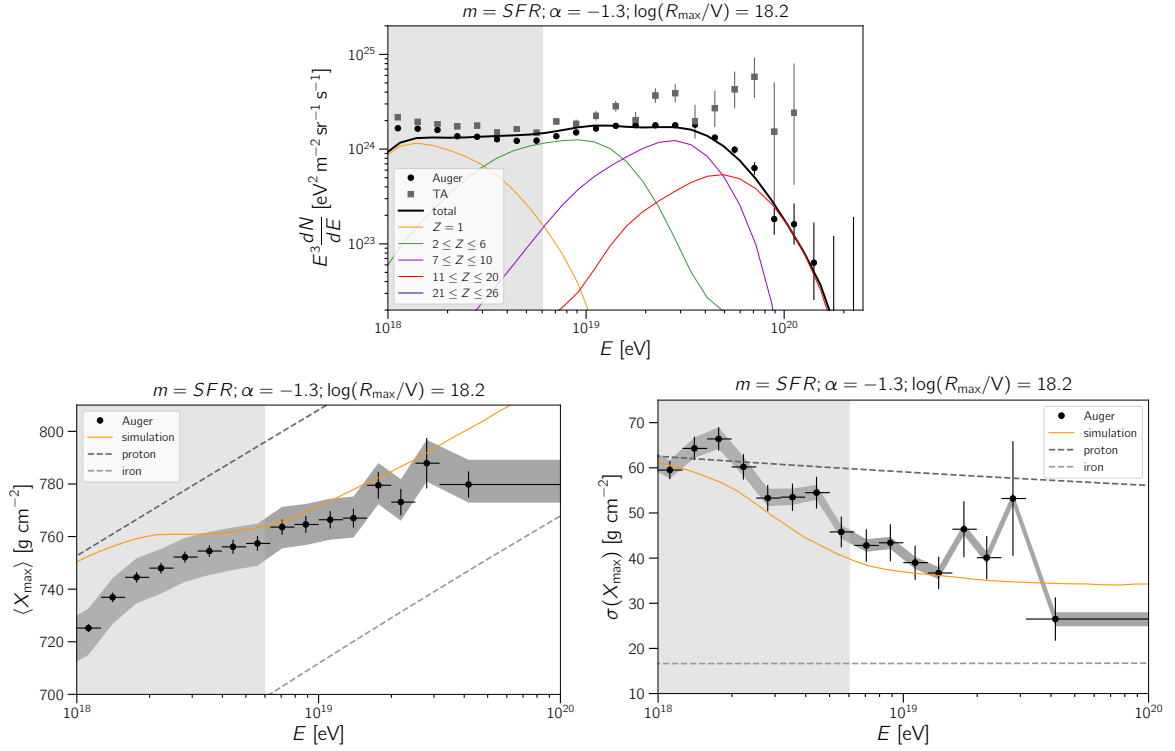 m = SFR; α = −1.3; log(R_max/V) = 18.2
10^25
10^24
10^23
E^3 dN/dE [eV^2 m^−2 sr^−1 s^−1]
Auger
TA
total
Z = 1
2 ≤ Z ≤ 6
7 ≤ Z ≤ 10
11 ≤ Z ≤ 20
21 ≤ Z ≤ 26
10^18 10^19 10^20
E [eV]
m = SFR; α = −1.3; log(R_max/V) = 18.2
800
780
760
740
720
700
⟨X_max⟩ [g cm^−2]
Auger
simulation
proton
iron
10^18 10^19 10^20
E [eV]
m = SFR; α = −1.3; log(R_max/V) = 18.2
70
60
50
40
30
20
10
σ(X_max) [g cm^−2]
Auger
simulation
proton
iron
10^18 10^19 10^20
E [eV]